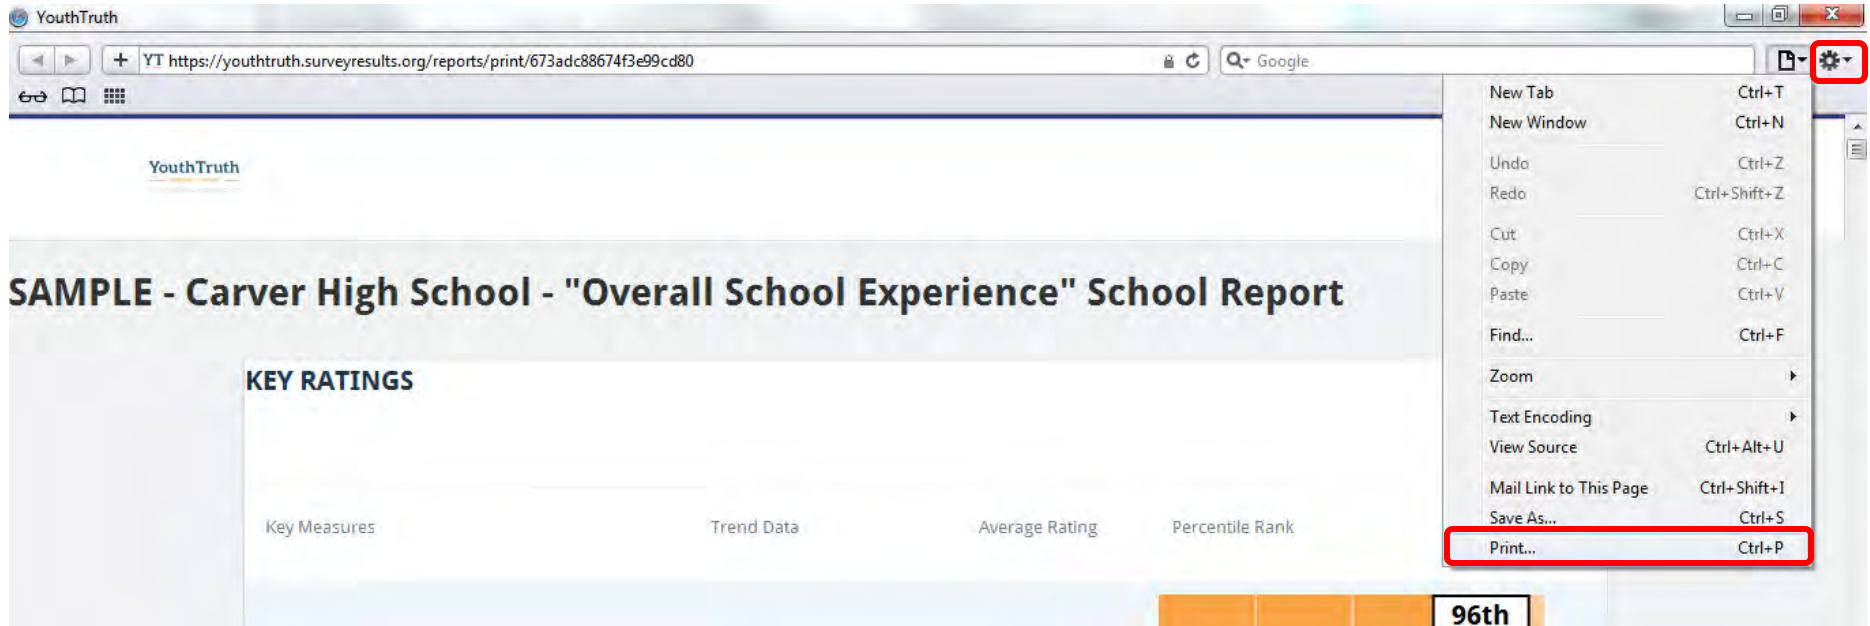 YouthTruth
YT https://youthtruth.surveyresults.org/reports/print/673adc88674f3e99cd80
Google
New Tab Ctrl+T
New Window Ctrl+N
Undo Ctrl+Z
Redo Ctrl+Shift+Z
Cut Ctrl+X
Copy Ctrl+C
Paste Ctrl+V
Find... Ctrl+F
Zoom
Text Encoding
View Source Ctrl+Alt+U
Mail Link to This Page Ctrl+Shift+I
Save As... Ctrl+S
Print... Ctrl+P
YouthTruth
SAMPLE - Carver High School - "Overall School Experience" School Report
KEY RATINGS
Key Measures Trend Data Average Rating Percentile Rank
96th